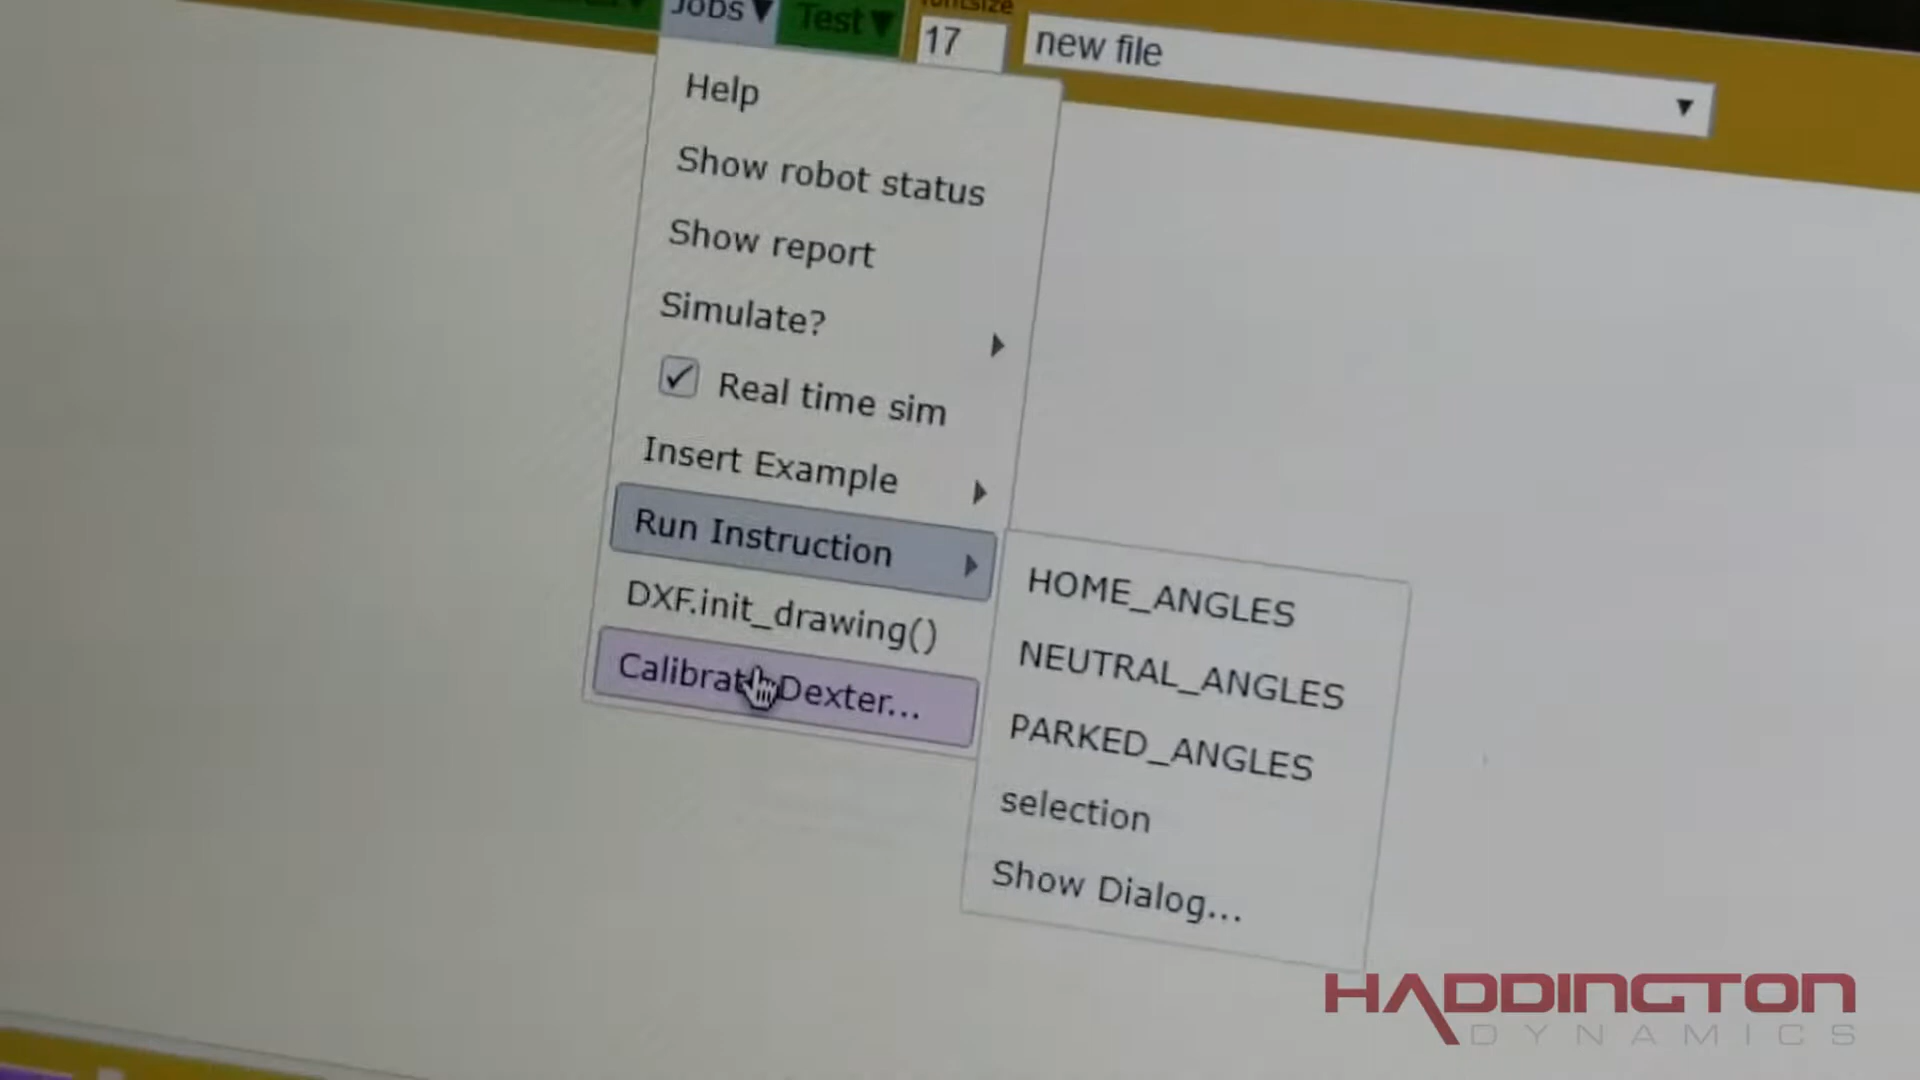 Jobs▼
Test▼
fontsize
17
new file
Help
Show robot status
Show report
Simulate?
Real time sim
Insert Example
Run Instruction
DXF.init_drawing()
Dexter...
HOME_ANGLES
NEUTRAL_ANGLES
PARKED_ANGLES
selection
Show Dialog...
HADDINGTON
DYNAMICS